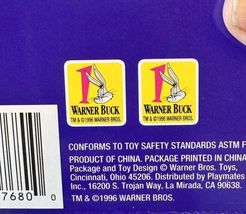 1 1
WARNER BUCK WARNER BUCK
TM & ©1996 WARNER BROS. TM & ©1996 WARNER BROS.
CONFORMS TO TOY SAFETY STANDARDS ASTM F
PRODUCT OF CHINA. PACKAGE PRINTED IN CHINA
Package and Toy Design © Warner Bros. Toys,
Cincinnati, Ohio 45206. Distributed by Playmates
Inc., 16200 S. Trojan Way, La Mirada, CA 90638.
TM & ©1996 WARNER BROS.
7680 0